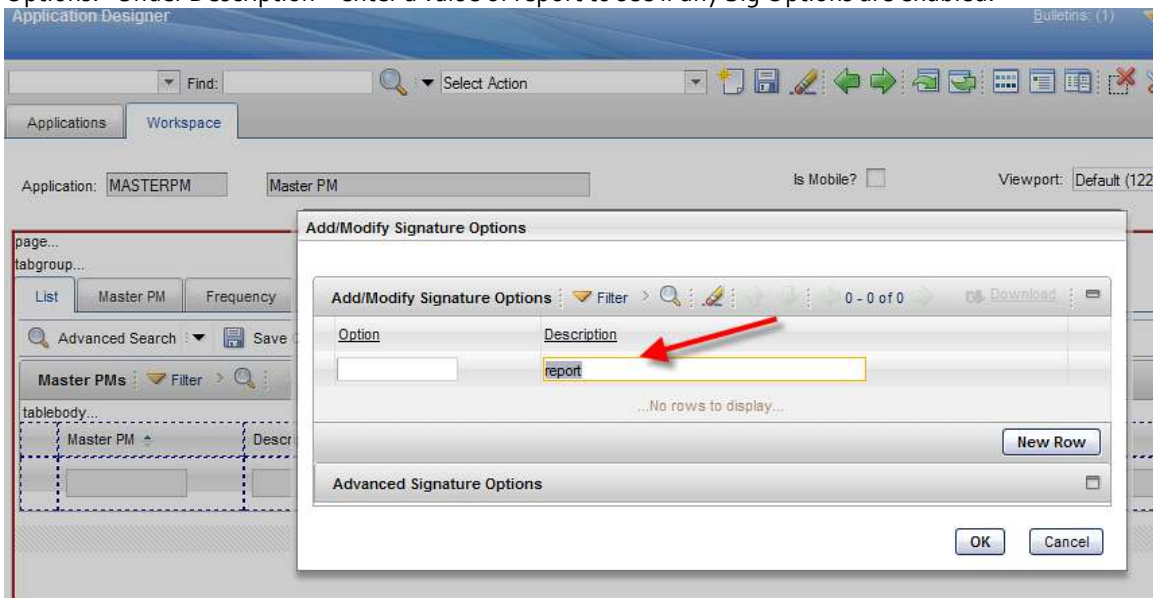 Options. Under Description - enter a value of report to see if any Sig Options are enabled.
Application Designer
Bulletins: (1)
Find:
Select Action
Applications
Workspace
Application: MASTERPM
Master PM
Is Mobile?
Viewport: Default (122
page...
tabgroup...
List
Master PM
Frequency
Advanced Search
Save
Master PMs
Filter
tablebody...
Master PM
Descr
Add/Modify Signature Options
Add/Modify Signature Options
Filter
0 - 0 of 0
Download
Option
Description
report
...No rows to display...
New Row
Advanced Signature Options
OK
Cancel